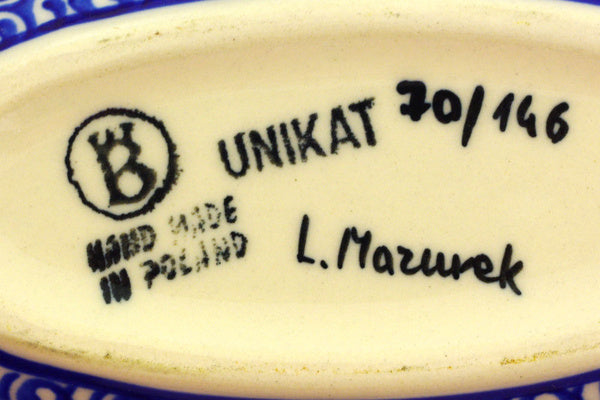 B
UNIKAT 70/146
HAND MADE
IN POLAND
L. Mazurek